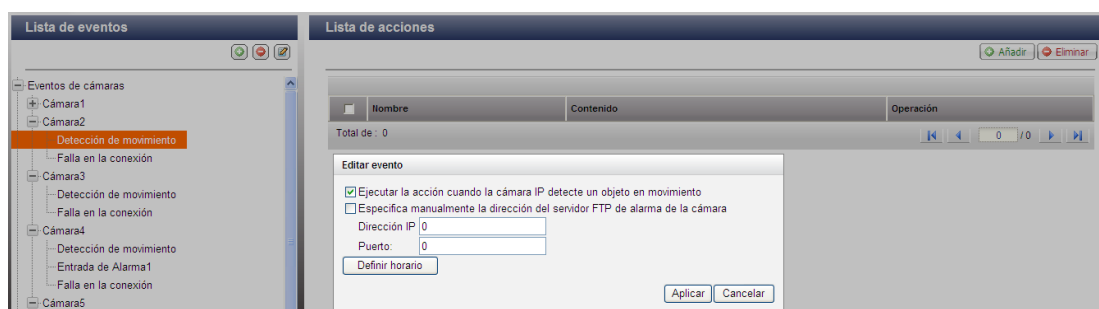 Lista de eventos
Eventos de cámaras
Cámara1
Cámara2
Detección de movimiento
Falla en la conexión
Cámara3
Detección de movimiento
Falla en la conexión
Cámara4
Detección de movimiento
Entrada de Alarma1
Falla en la conexión
Cámara5
Lista de acciones
Añadir Eliminar
Nombre Contenido Operación
Total de : 0 0 / 0
Editar evento
Ejecutar la acción cuando la cámara IP detecte un objeto en movimiento
Especifica manualmente la dirección del servidor FTP de alarma de la cámara
Dirección IP 0
Puerto: 0
Definir horario
Aplicar Cancelar